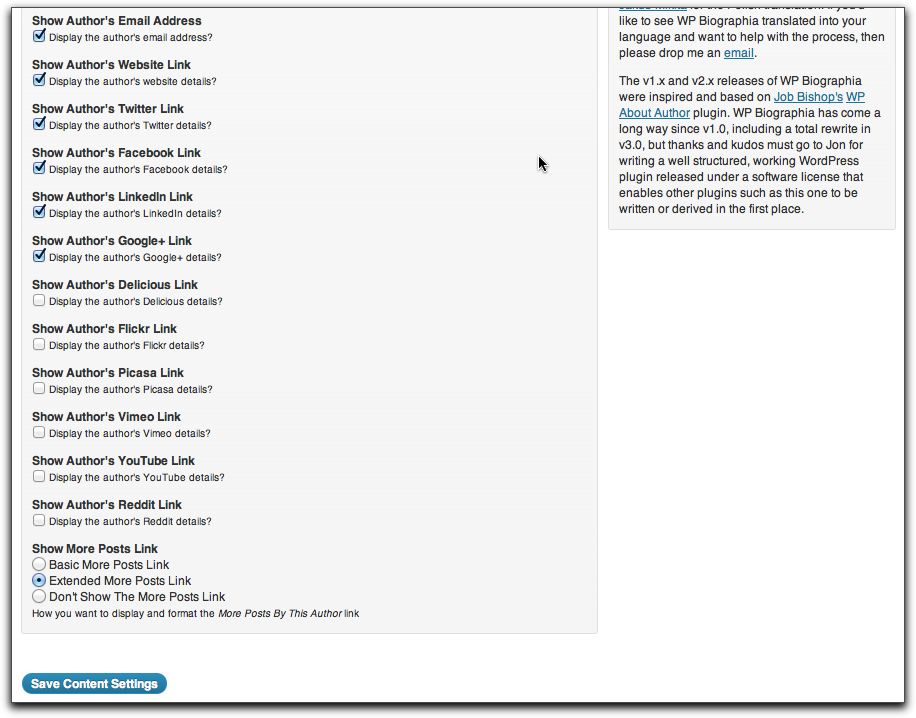 Show Author's Email Address
Display the author's email address?
Show Author's Website Link
Display the author's website details?
Show Author's Twitter Link
Display the author's Twitter details?
Show Author's Facebook Link
Display the author's Facebook details?
Show Author's LinkedIn Link
Display the author's LinkedIn details?
Show Author's Google+ Link
Display the author's Google+ details?
Show Author's Delicious Link
Display the author's Delicious details?
Show Author's Flickr Link
Display the author's Flickr details?
Show Author's Picasa Link
Display the author's Picasa details?
Show Author's Vimeo Link
Display the author's Vimeo details?
Show Author's YouTube Link
Display the author's YouTube details?
Show Author's Reddit Link
Display the author's Reddit details?
Show More Posts Link
Basic More Posts Link
Extended More Posts Link
Don't Show The More Posts Link
How you want to display and format the More Posts By This Author link
Save Content Settings
for the Polish translation. If you'd
like to see WP Biographia translated into your
language and want to help with the process, then
please drop me an email.
The v1.x and v2.x releases of WP Biographia
were inspired and based on Job Bishop's WP
About Author plugin. WP Biographia has come a
long way since v1.0, including a total rewrite in
v3.0, but thanks and kudos must go to Jon for
writing a well structured, working WordPress
plugin released under a software license that
enables other plugins such as this one to be
written or derived in the first place.